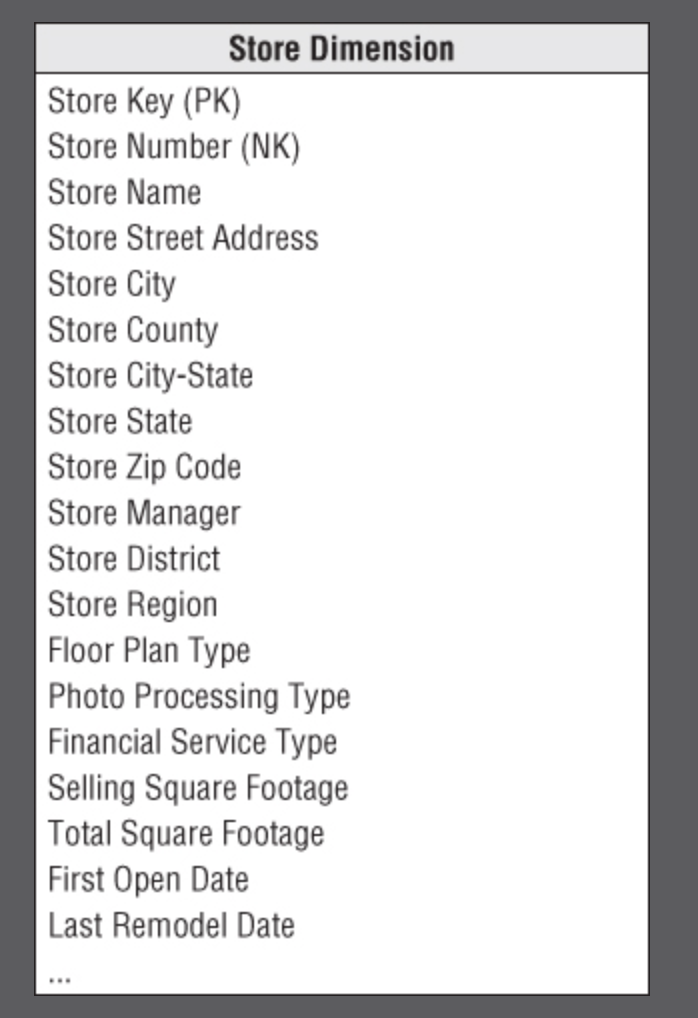 Store Dimension
Store Key (PK)
Store Number (NK)
Store Name
Store Street Address
Store City
Store County
Store City-State
Store State
Store Zip Code
Store Manager
Store District
Store Region
Floor Plan Type
Photo Processing Type
Financial Service Type
Selling Square Footage
Total Square Footage
First Open Date
Last Remodel Date
...